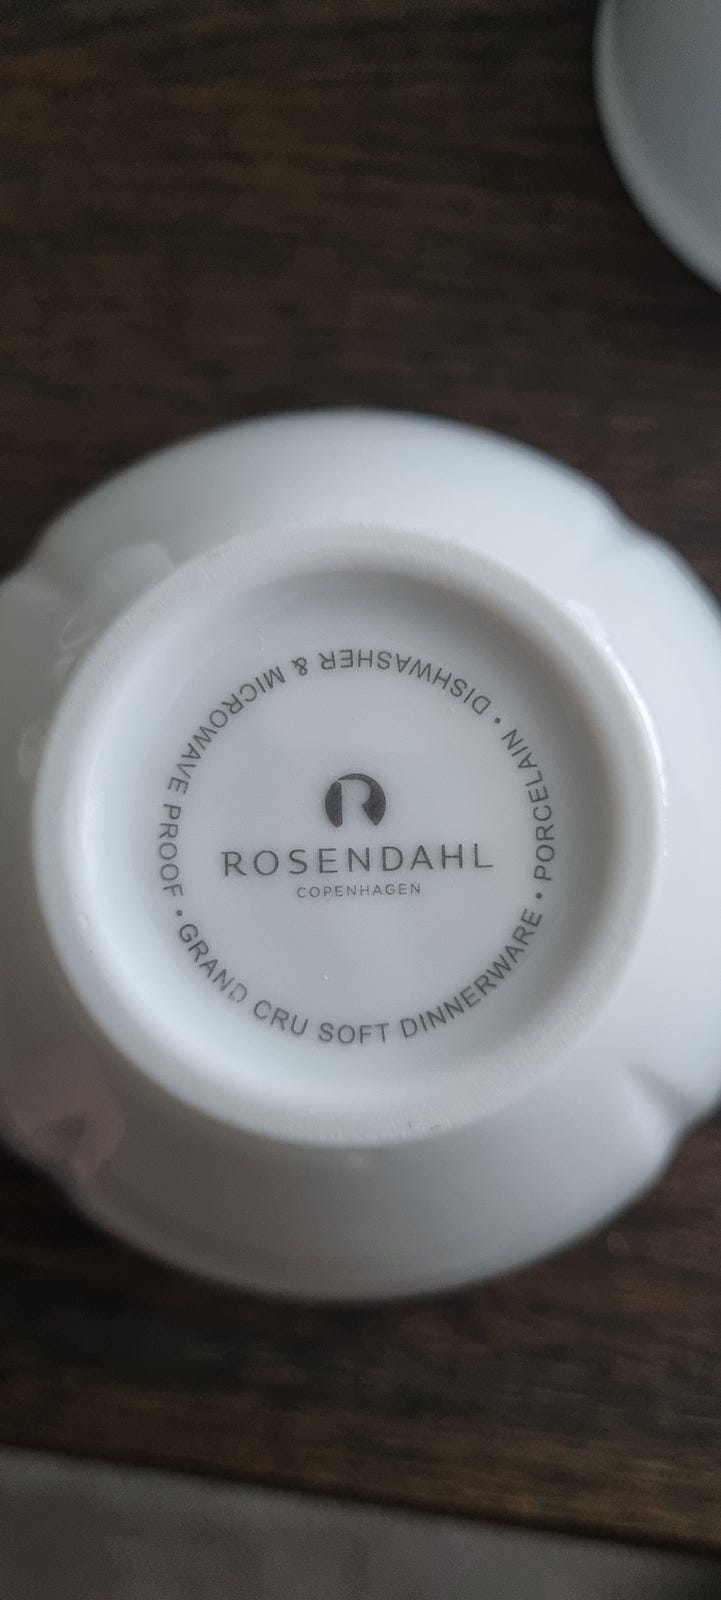 ROSENDAHL
COPENHAGEN
GRAND CRU SOFT DINNERWARE • PORCELAIN • DISHWASHER & MICROWAVE PROOF •